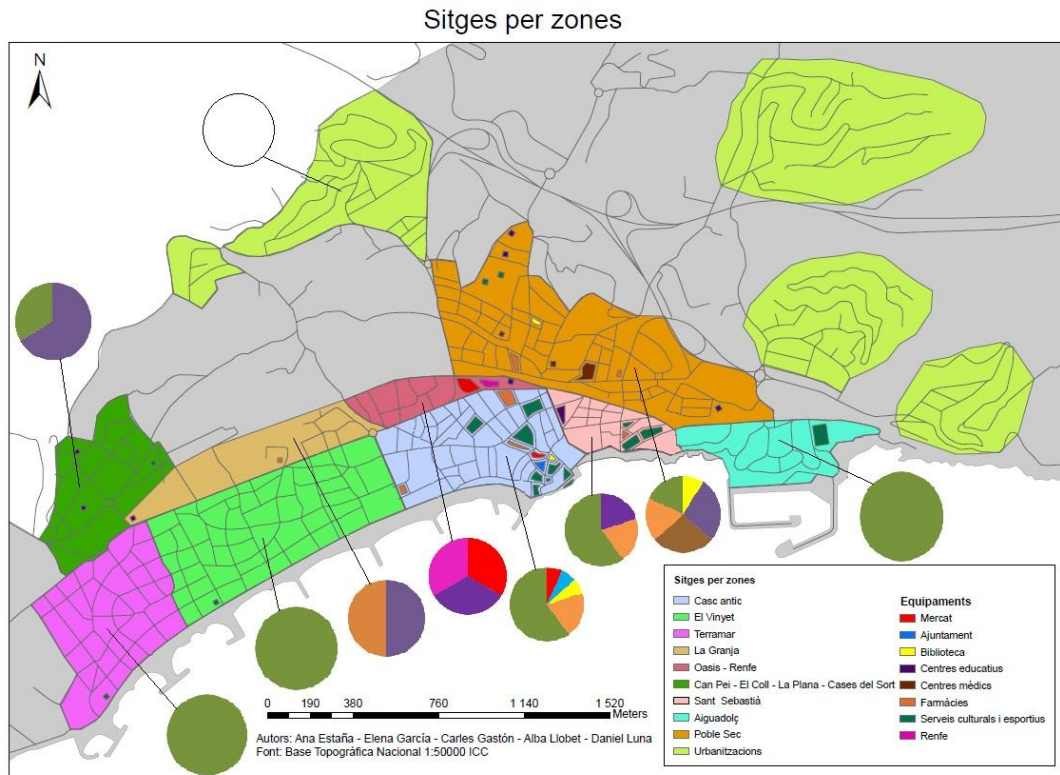 Sitges per zones
N
0 190 380 760 1 140 1 520
Meters
Autors: Ana Estaña - Elena García - Carles Gastón - Alba Llobet - Daniel Luna
Font: Base Topogràfica Nacional 1:50000 ICC
Sitges per zones
Casc antic
El Vinyet
Terramar
La Granja
Oasis - Renfe
Can Pei - El Coll - La Plana - Cases del Sort
Sant Sebastià
Aiguadolç
Poble Sec
Urbanitzacions
Equipaments
Mercat
Ajuntament
Biblioteca
Centres educatius
Centres mèdics
Farmàcies
Serveis culturals i esportius
Renfe